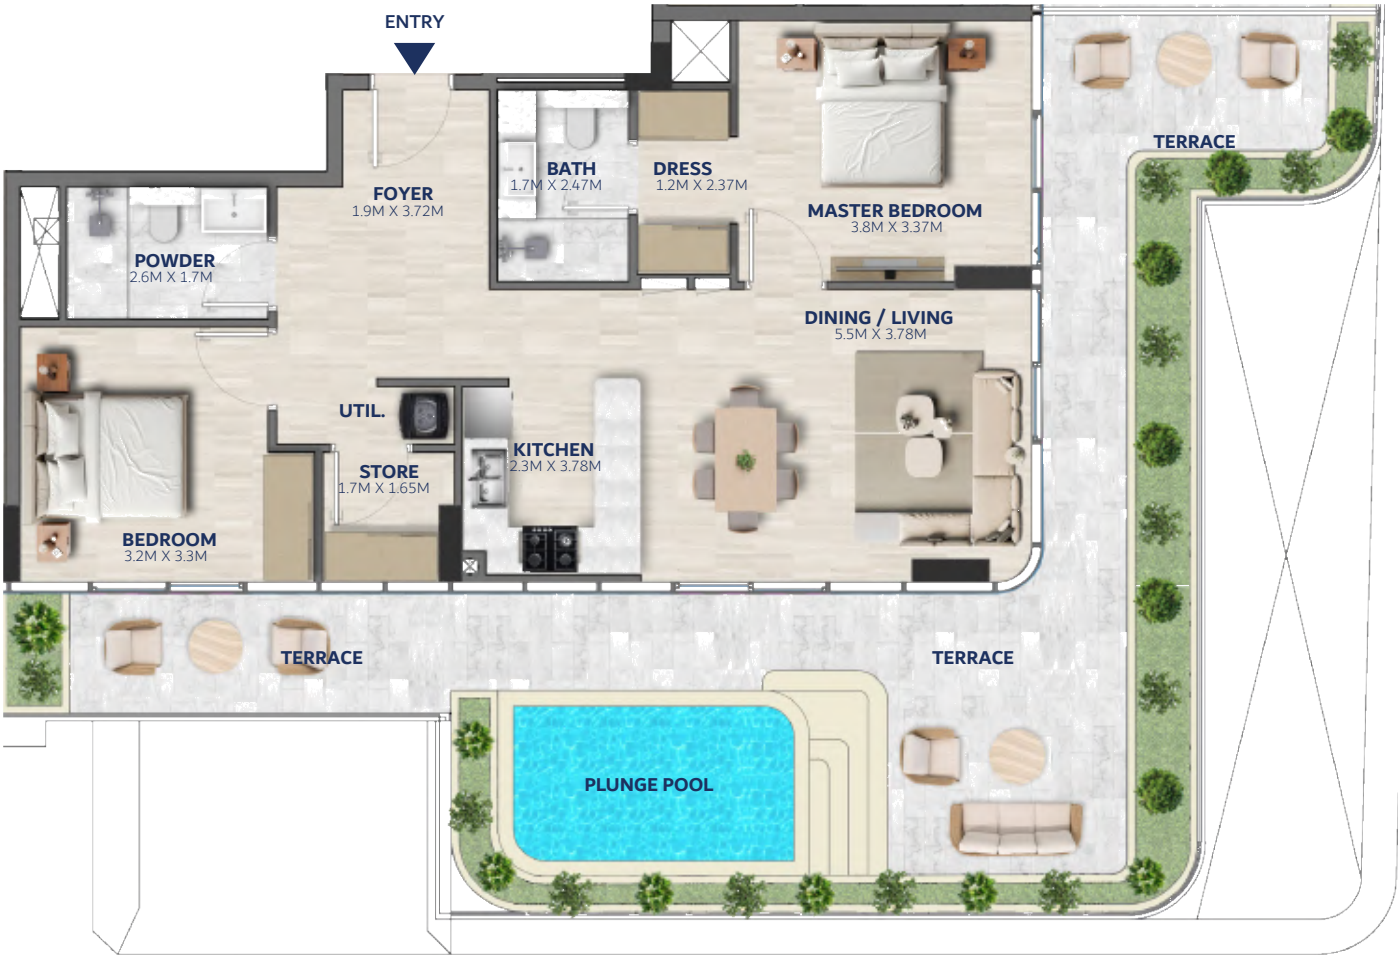 ENTRY
TERRACE
BATH
1.7M X 2.47M
DRESS
1.2M X 2.37M
FOYER
1.9M X 3.72M
MASTER BEDROOM
3.8M X 3.37M
POWDER
2.6M X 1.7M
DINING / LIVING
5.5M X 3.78M
UTIL.
KITCHEN
2.3M X 3.78M
STORE
1.7M X 1.65M
BEDROOM
3.2M X 3.3M
TERRACE
TERRACE
PLUNGE POOL